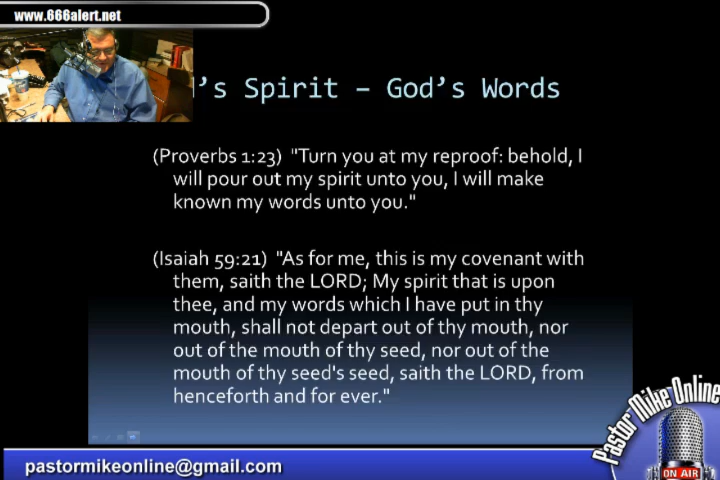 www.666alert.net
's Spirit – God's Words
(Proverbs 1:23) "Turn you at my reproof: behold, I
will pour out my spirit unto you, I will make
known my words unto you."
(Isaiah 59:21) "As for me, this is my covenant with
them, saith the LORD; My spirit that is upon
thee, and my words which I have put in thy
mouth, shall not depart out of thy mouth, nor
out of the mouth of thy seed, nor out of the
mouth of thy seed's seed, saith the LORD, from
henceforth and for ever."
Pastor Mike Online
ON AIR
pastormikeonline@gmail.com